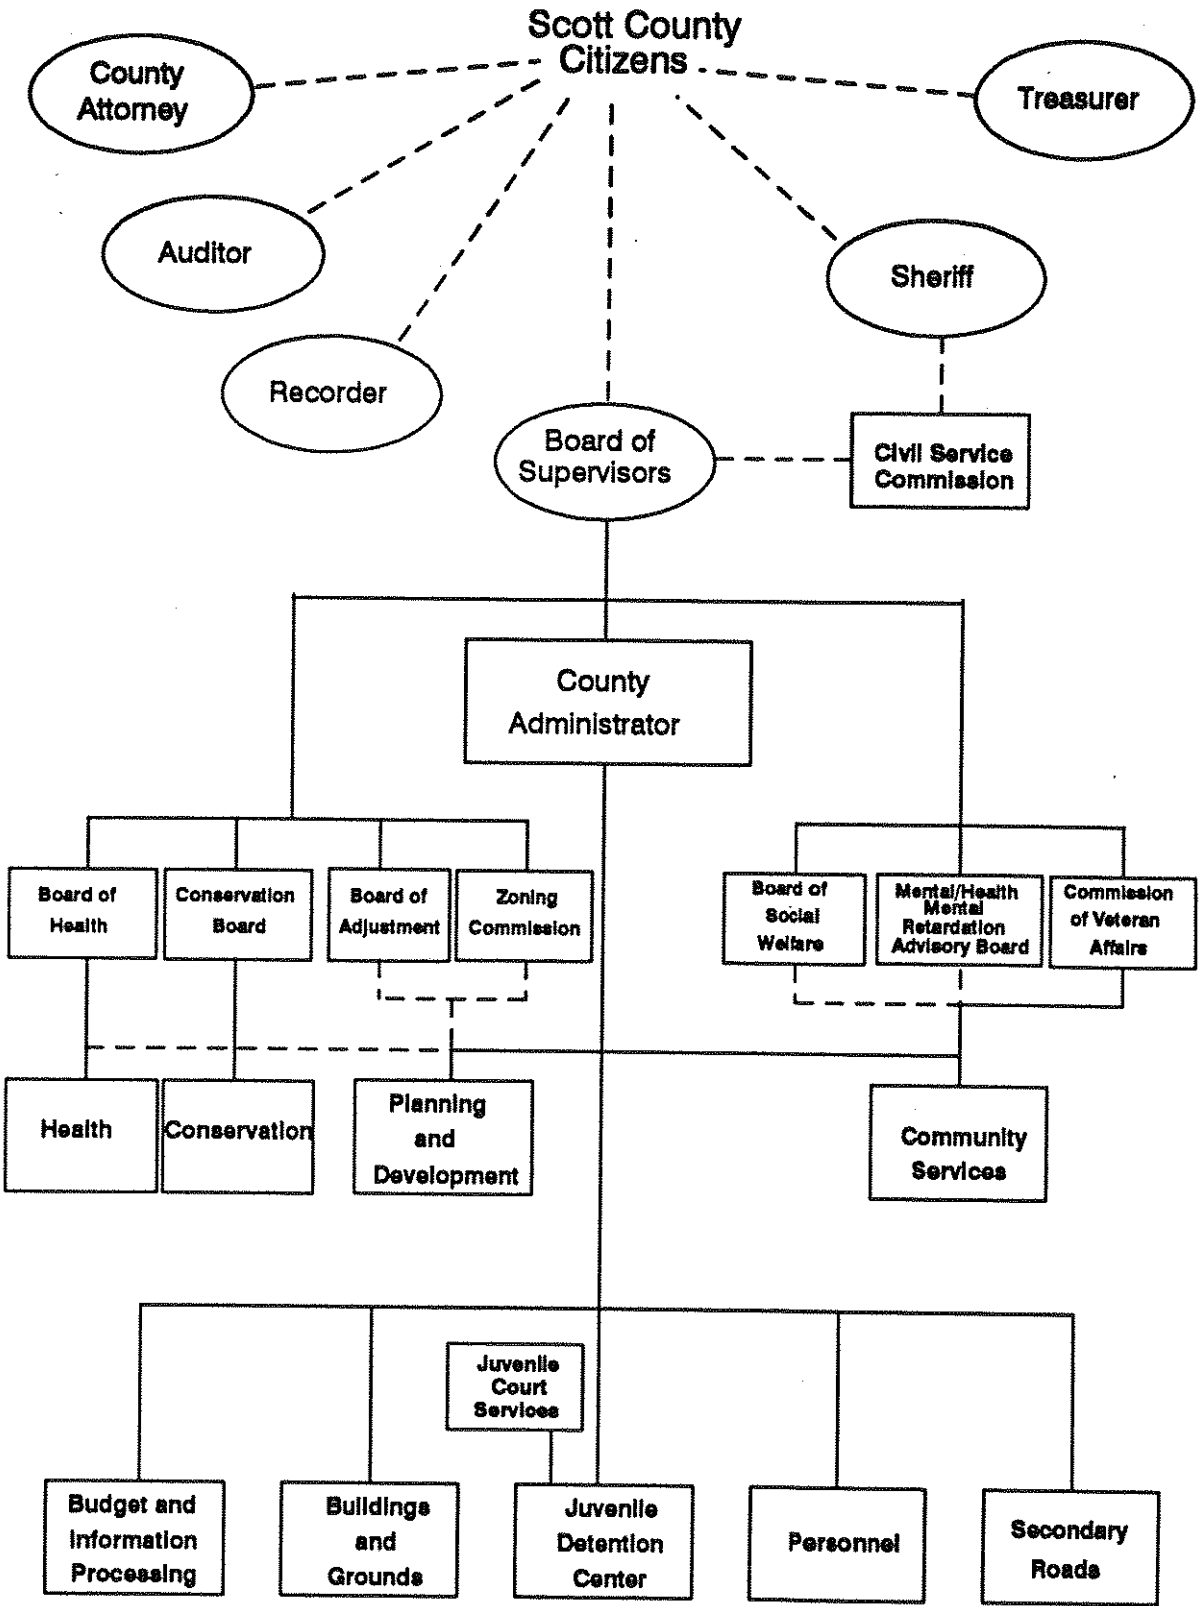 Scott County
Citizens
County
Attorney
Treasurer
Auditor
Sheriff
Recorder
Board of
Supervisors
Civil Service
Commission
County
Administrator
Board of
Health
Conservation
Board
Board of
Adjustment
Zoning
Commission
Board of
Social
Welfare
Mental/Health
Mental
Retardation
Advisory Board
Commission
of Veteran
Affairs
Health
Conservation
Planning
and
Development
Community
Services
Juvenile
Court
Services
Budget and
Information
Processing
Buildings
and
Grounds
Juvenile
Detention
Center
Personnel
Secondary
Roads